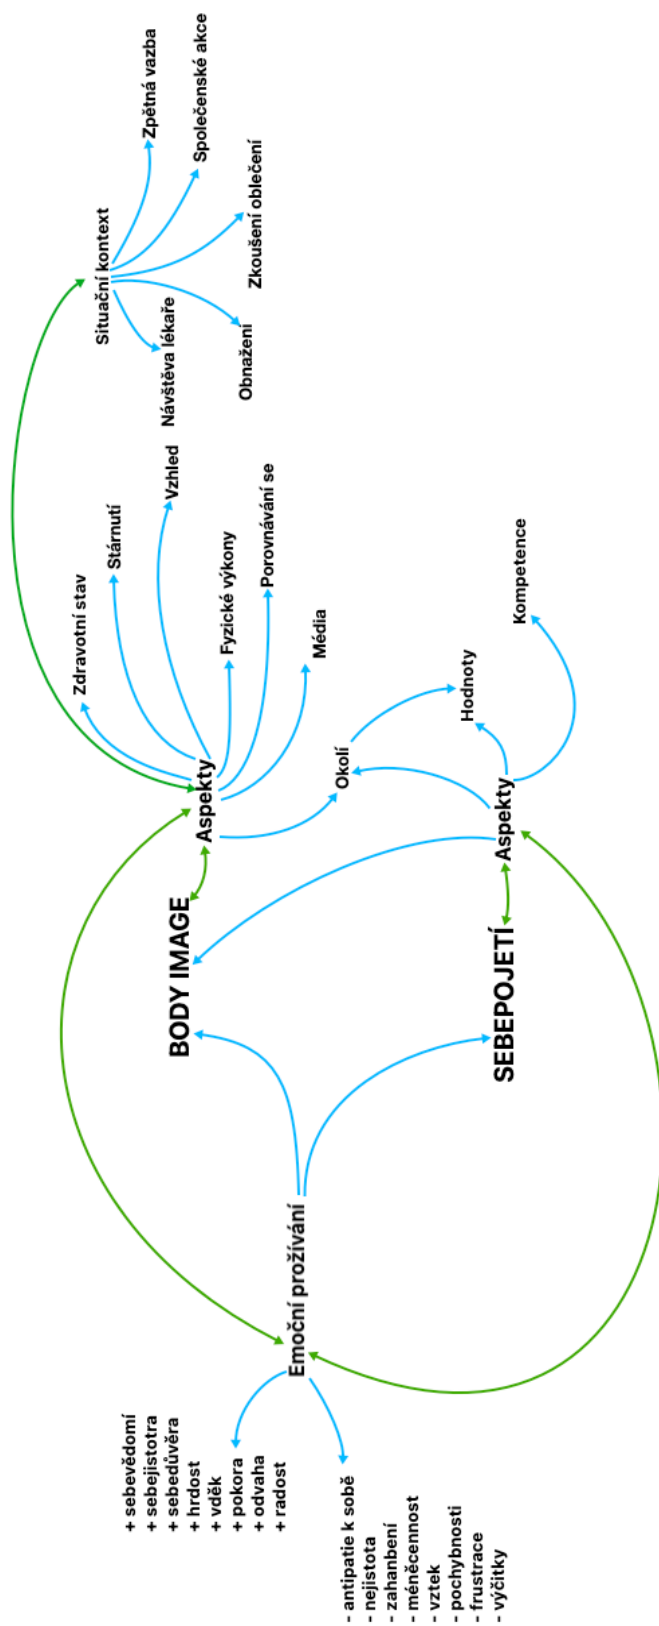 + sebevědomí
+ sebejistotra
+ sebedůvěra
+ hrdost
+ vděk
+ pokora
+ odvaha
+ radost
- antipatie k sobě
- nejistota
- zahanbení
- méněcennost
- vztek
- pochybnosti
- frustrace
- výčitky
Emoční prožívání
BODY IMAGE
SEBEPOJETÍ
Aspekty
Aspekty
Zdravotní stav
Stárnutí
Vzhled
Fyzické výkony
Porovnávání se
Média
Okolí
Hodnoty
Kompetence
Situační kontext
Návštěva lékaře
Obnažení
Zkoušení oblečení
Společenské akce
Zpětná vazba